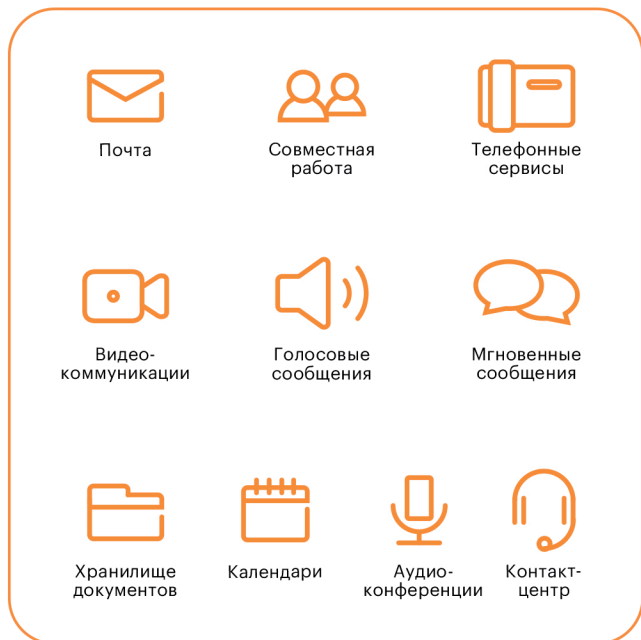 Почта
Совместная
работа
Телефонные
сервисы
Видео-
коммуникации
Голосовые
сообщения
Мгновенные
сообщения
Хранилище
документов
Календари
Аудио-
конференции
Контакт-
центр